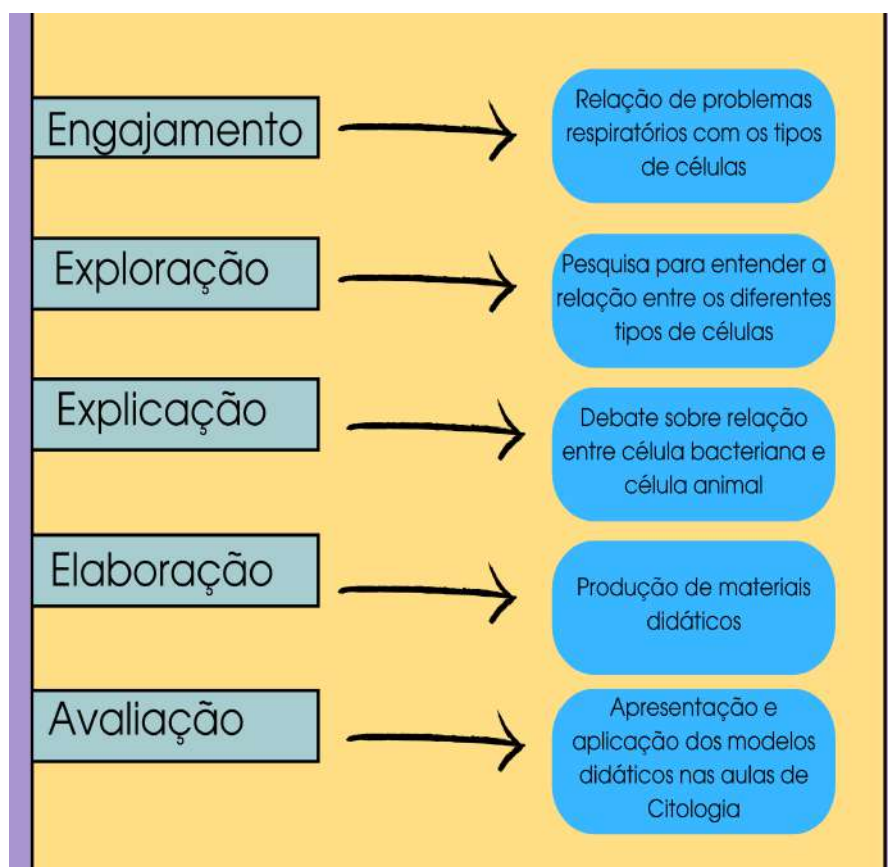 Engajamento
Relação de problemas
respiratórios com os tipos
de células
Exploração
Pesquisa para entender a
relação entre os diferentes
tipos de células
Explicação
Debate sobre relação
entre célula bacteriana e
célula animal
Elaboração
Produção de materiais
didáticos
Avaliação
Apresentação e
aplicação dos modelos
didáticos nas aulas de
Citologia